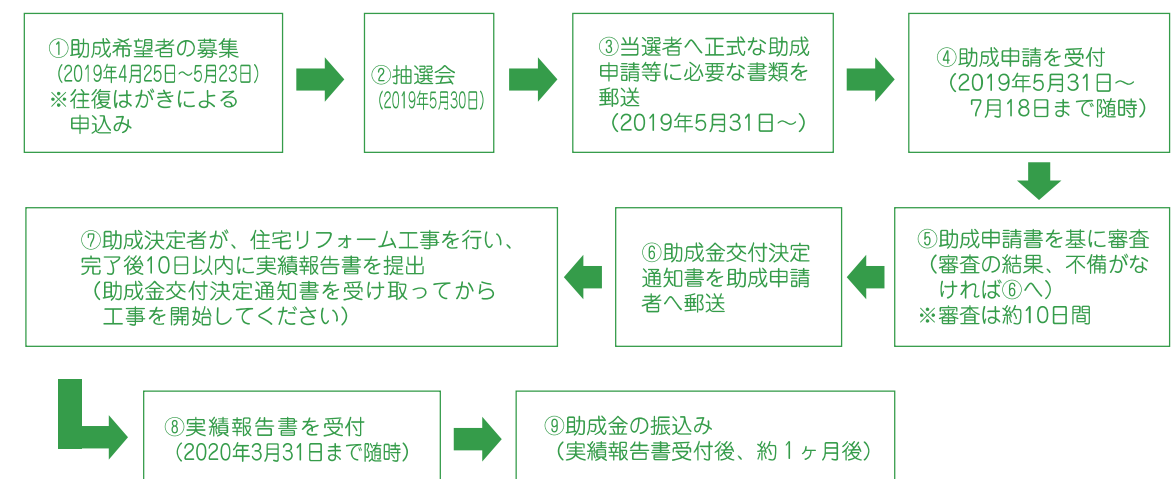 ①助成希望者の募集
(2019年4月25日～5月23日)
※往復はがきによる
申込み
②抽選会
(2019年5月30日)
③当選者へ正式な助成
申請等に必要な書類を
郵送
(2019年5月31日～)
④助成申請を受付
(2019年5月31日～
7月18日まで随時)
⑤助成申請書を基に審査
(審査の結果、不備がな
ければ⑥へ)
※審査は約10日間
⑥助成金交付決定
通知書を助成申請
者へ郵送
⑦助成決定者が、住宅リフォーム工事を行い、
完了後10日以内に実績報告書を提出
(助成金交付決定通知書を受け取ってから
工事を開始してください)
⑧実績報告書を受付
(2020年3月31日まで随時)
⑨助成金の振込み
(実績報告書受付後、約１ヶ月後)